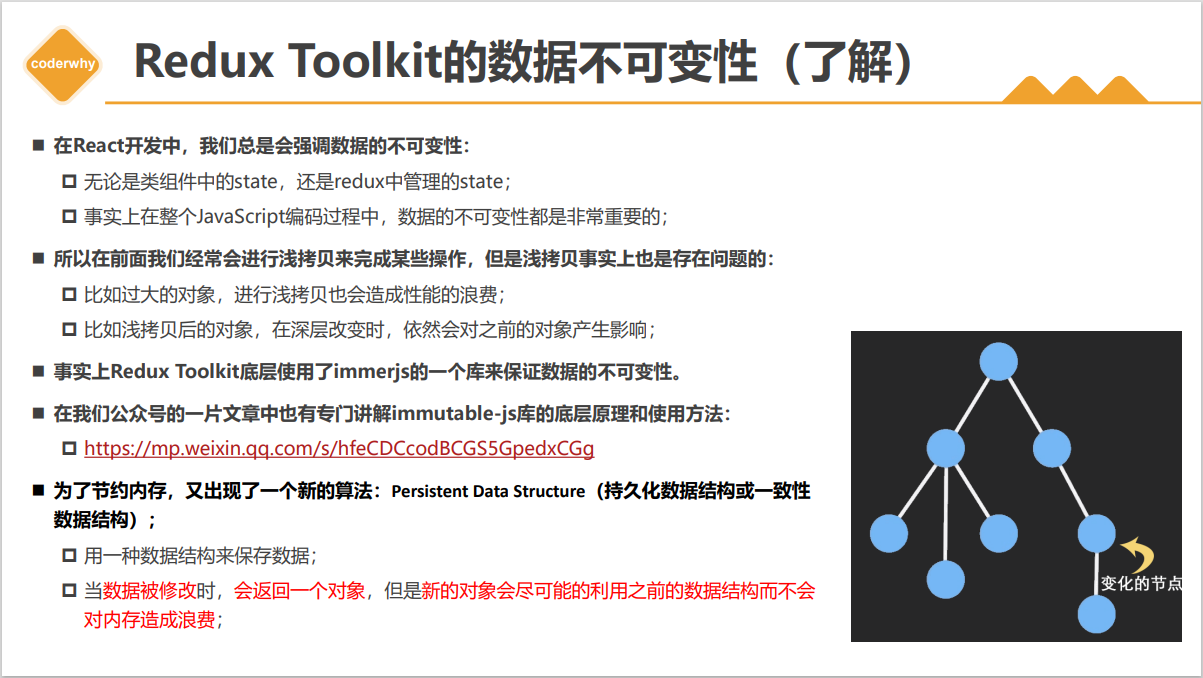 coderwhy
Redux Toolkit的数据不可变性（了解）
在React开发中，我们总是会强调数据的不可变性：
无论是类组件中的state，还是redux中管理的state；
事实上在整个JavaScript编码过程中，数据的不可变性都是非常重要的；
所以在前面我们经常会进行浅拷贝来完成某些操作，但是浅拷贝事实上也是存在问题的：
比如过大的对象，进行浅拷贝也会造成性能的浪费；
比如浅拷贝后的对象，在深层改变时，依然会对之前的对象产生影响；
事实上Redux Toolkit底层使用了immerjs的一个库来保证数据的不可变性。
在我们公众号的一片文章中也有专门讲解immutable-js库的底层原理和使用方法：
https://mp.weixin.qq.com/s/hfeCDCcodBCGS5GpedxCGg
为了节约内存，又出现了一个新的算法：Persistent Data Structure（持久化数据结构或一致性
数据结构）；
用一种数据结构来保存数据；
当数据被修改时，会返回一个对象，但是新的对象会尽可能的利用之前的数据结构而不会
对内存造成浪费；
变化的节点